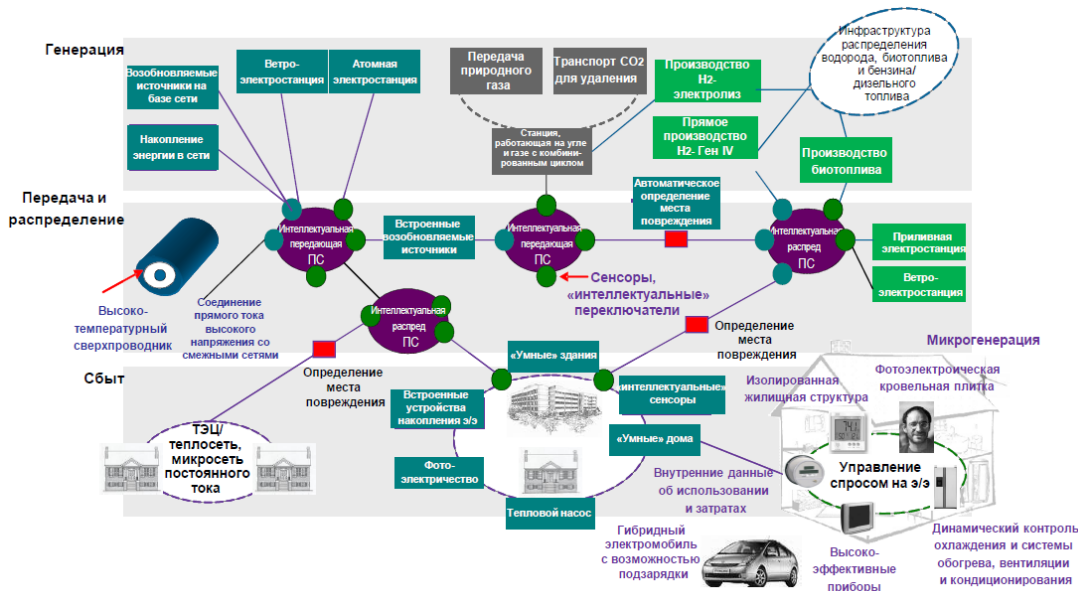 Генерация
Возобновляемые
источники на
базе сети
Ветро-
электростанция
Атомная
электростанция
Передача
природного
газа
Транспорт СО2
для удаления
Производство
Н2-
электролиз
Инфраструктура
распределения
водорода, биотоплива
и бензина/
дизельного
топлива
Накопление
энергии в сети
Станция,
работающая на угле
и газе с комбини-
рованным циклом
Прямое
производство
Н2- Ген IV
Производство
биотоплива
Передача и
распределение
Автоматическое
определение
места
повреждения
Интеллектуальная
передающая
ПС
Встроенные
возобновляемые
источники
Интеллектуальная
передающая
ПС
Интеллектуальная
распред
ПС
Приливная
электростанция
Ветро-
электростанция
Сенсоры,
«интеллектуальные»
переключатели
Высоко-
температурный
сверхпроводник
Соединение
прямого тока
высокого
напряжения со
смежными сетями
Интеллектуальная
распред
ПС
Определение
места
повреждения
Микрогенерация
Сбыт
Определение
места
повреждения
«Умные» здания
Изолированная
жилищная структура
Фотоэлектроическая
кровельная плитка
Встроенные
устройства
накопления э/э
«интеллектуальные»
сенсоры
ТЭЦ/
теплосеть,
микросеть
постоянного
тока
«Умные» дома
Фото-
электричество
Внутренние данные
об использовании
и затратах
Управление
спросом на э/э
Тепловой насос
Гибридный
электромобиль
с возможностью
подзарядки
Высоко-
эффективные
приборы
Динамический контроль
охлаждения и системы
обогрева, вентиляции
и кондиционирования